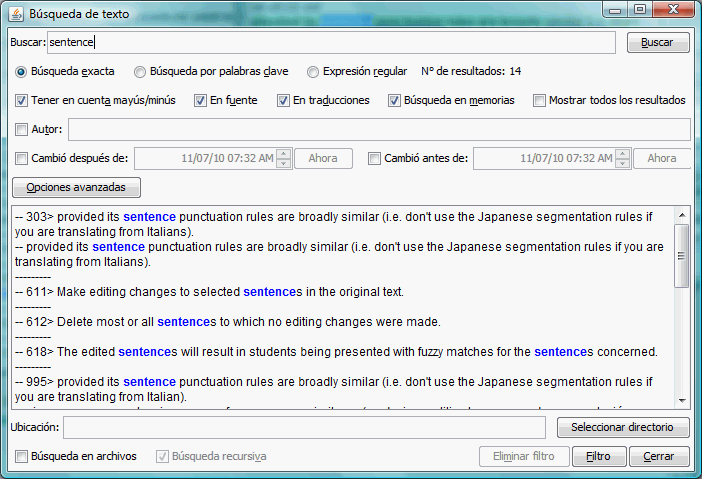 Búsqueda de texto
Buscar: sentence Buscar
Búsqueda exacta Búsqueda por palabras clave Expresión regular Nº de resultados: 14
Tener en cuenta mayús/minús En fuente En traducciones Búsqueda en memorias Mostrar todos los resultados
Autor:
Cambió después de: 11/07/10 07:32 AM Ahora Cambió antes de: 11/07/10 07:32 AM Ahora
Opciones avanzadas
-- 303> provided its sentence punctuation rules are broadly similar (i.e. don't use the Japanese segmentation rules if
you are translating from Italians).
-- provided its sentence punctuation rules are broadly similar (i.e. don't use the Japanese segmentation rules if you are
translating from Italians).
---------
-- 611> Make editing changes to selected sentences in the original text.
---------
-- 612> Delete most or all sentences to which no editing changes were made.
---------
-- 618> The edited sentences will result in students being presented with fuzzy matches for the sentences concerned.
---------
-- 995> provided its sentence punctuation rules are broadly similar (i.e. don't use the Japanese segmentation rules if
you are translating from Italian).
Ubicación: Seleccionar directorio
Búsqueda en archivos Búsqueda recursiva Eliminar filtro Filtro Cerrar